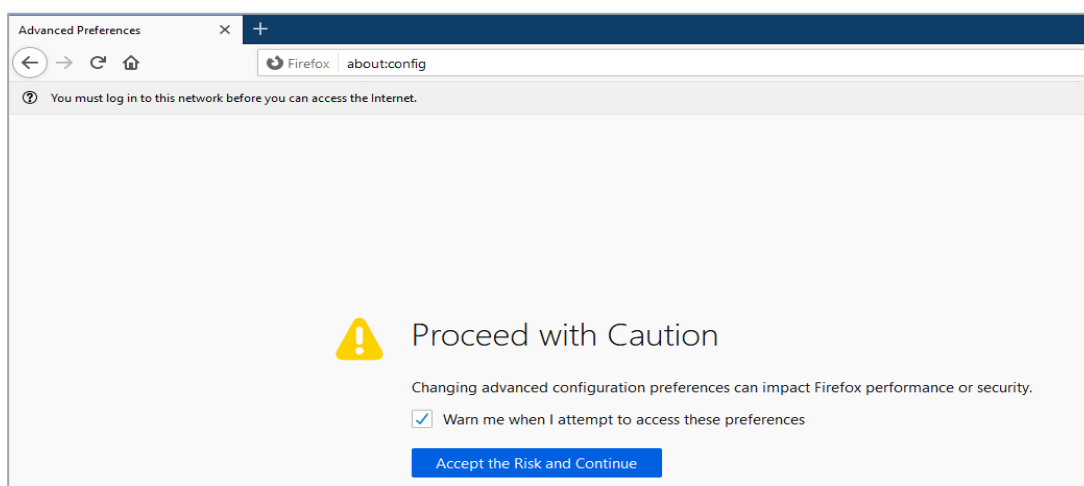 Advanced Preferences
Firefox about:config
You must log in to this network before you can access the Internet.
Proceed with Caution
Changing advanced configuration preferences can impact Firefox performance or security.
Warn me when I attempt to access these preferences
Accept the Risk and Continue